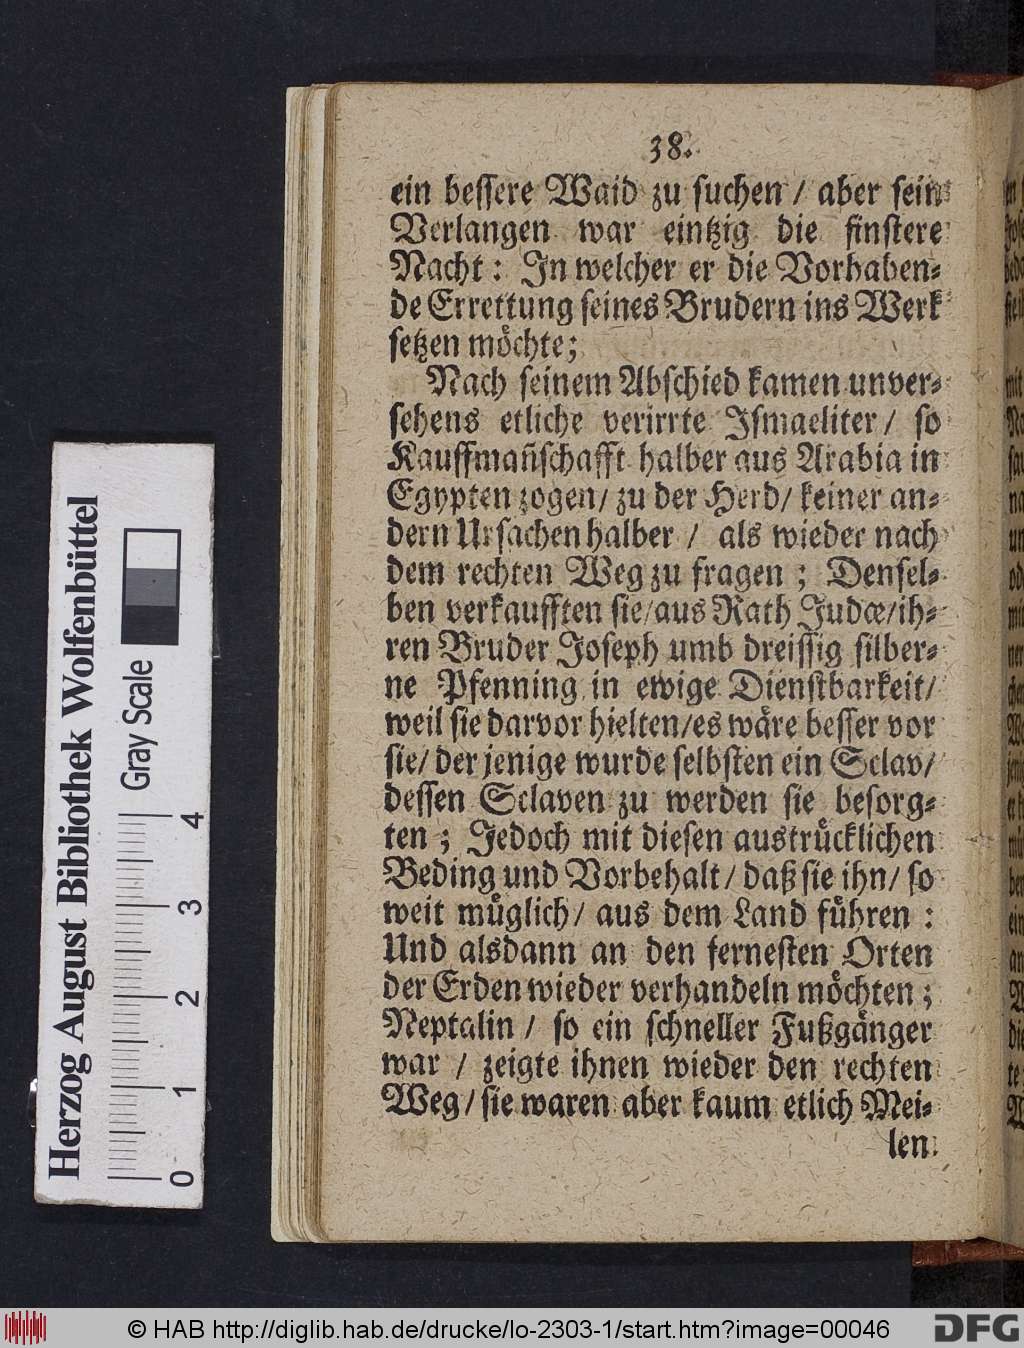 38.
ein bessere Waid zu suchen / aber sein
Verlangen war eintzig die finstere
Nacht: In welcher er die Vorhaben-
de Errettung seines Brudern ins Werk
setzen möchte;
Nach seinem Abschied kamen unver-
sehens etliche verirrte Ismaeliter / so
Kauffmañschafft halber aus Arabia in
Egypten zogen/ zu der Herd/ keiner an-
dern Ursachen halber / als wieder nach
dem rechten Weg zu fragen ; Densel-
ben verkaufften sie/aus Rath Judæ/ih-
ren Bruder Joseph umb dreissig silber-
ne Pfenning in ewige Dienstbarkeit/
weil sie darvor hielten/es wäre besser vor
sie/ der jenige wurde selbsten ein Sclav/
dessen Sclaven zu werden sie besorg-
ten ; Jedoch mit diesen austrücklichen
Beding und Vorbehalt / daß sie ihn/ so
weit müglich/ aus dem Land führen :
Und alsdann an den fernesten Orten
der Erden wieder verhandeln möchten ;
Neptalin / so ein schneller Fußgänger
war / zeigte ihnen wieder den rechten
Weg/ sie waren aber kaum etlich Mei-
len
Herzog August Bibliothek Wolfenbüttel
Gray Scale
0 1 2 3 4
© HAB http://diglib.hab.de/drucke/lo-2303-1/start.htm?image=00046
DFG